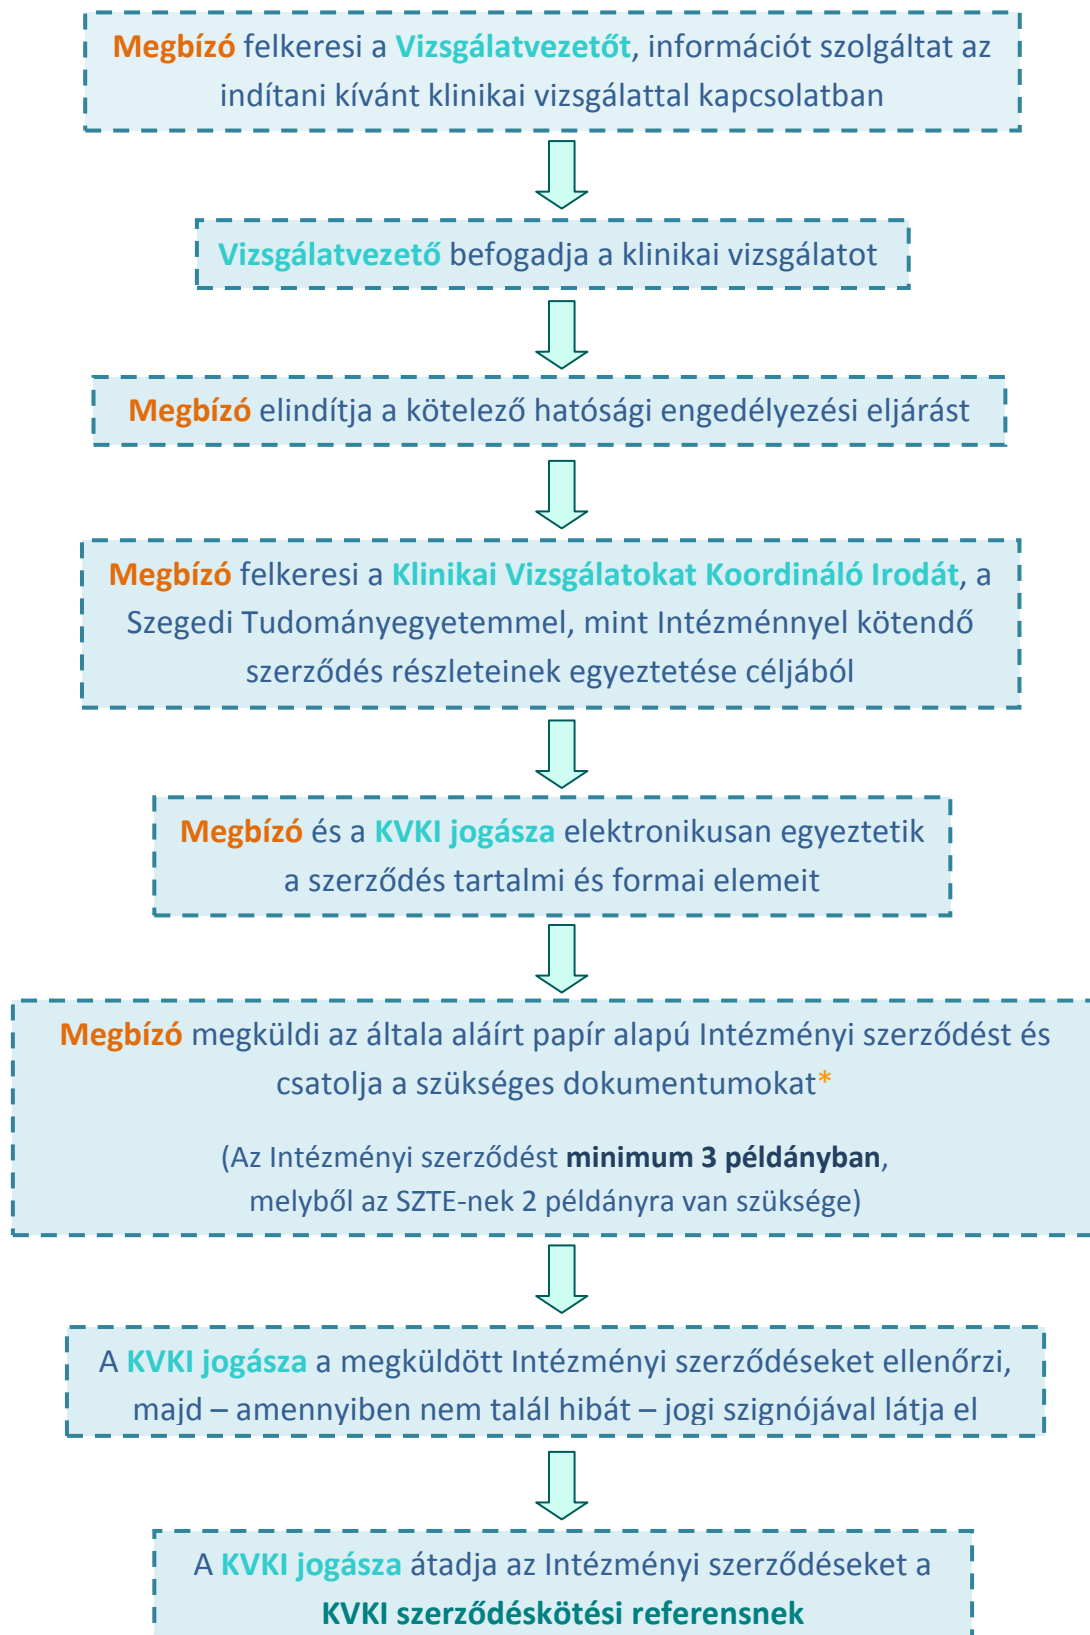 Megbízó felkeresi a Vizsgálatvezetőt, információt szolgáltat az
indítani kívánt klinikai vizsgálattal kapcsolatban
Vizsgálatvezető befogadja a klinikai vizsgálatot
Megbízó elindítja a kötelező hatósági engedélyezési eljárást
Megbízó felkeresi a Klinikai Vizsgálatokat Koordináló Irodát, a
Szegedi Tudományegyetemmel, mint Intézménnyel kötendő
szerződés részleteinek egyeztetése céljából
Megbízó és a KVKI jogásza elektronikusan egyeztetik
a szerződés tartalmi és formai elemeit
Megbízó megküldi az általa aláírt papír alapú Intézményi szerződést és
csatolja a szükséges dokumentumokat*
(Az Intézményi szerződést minimum 3 példányban,
melyből az SZTE-nek 2 példányra van szüksége)
A KVKI jogásza a megküldött Intézményi szerződéseket ellenőrzi,
majd – amennyiben nem talál hibát – jogi szignójával látja el
A KVKI jogásza átadja az Intézményi szerződéseket a
KVKI szerződéskötési referensnek